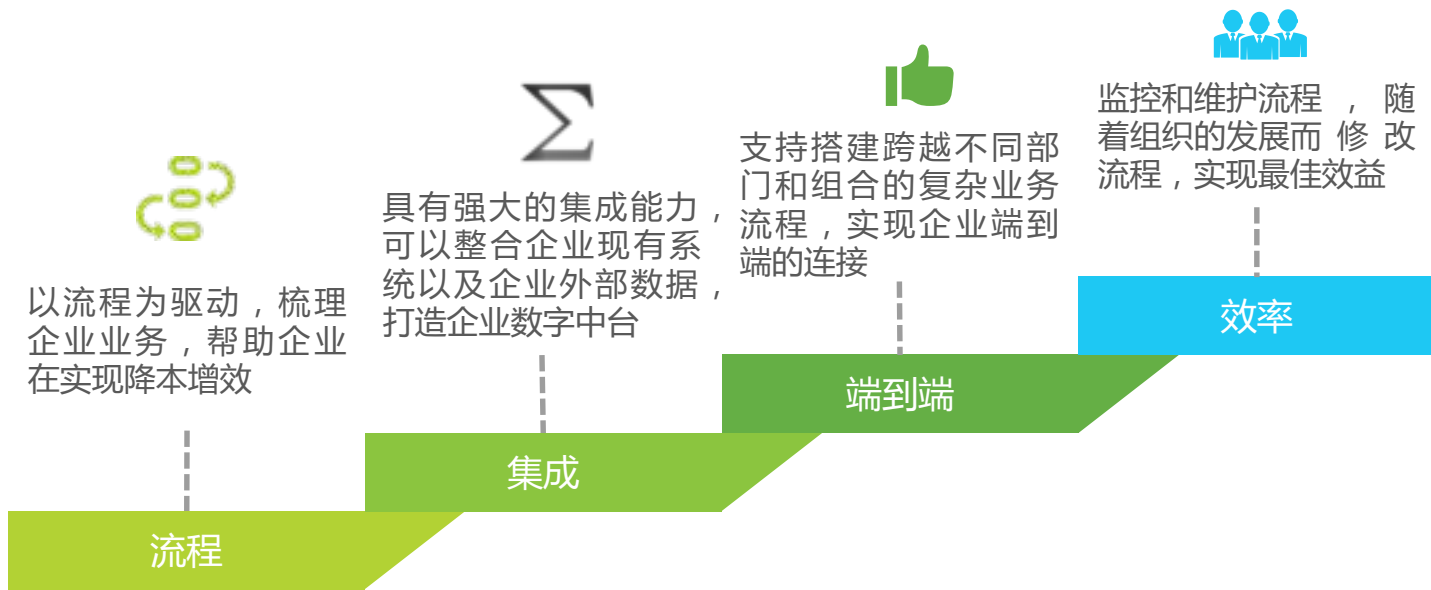 以流程为驱动，梳理
企业业务，帮助企业
在实现降本增效
流程
具有强大的集成能力，
可以整合企业现有系
统以及企业外部数据，
打造企业数字中台
集成
支持搭建跨越不同部
门和组合的复杂业务
流程，实现企业端到
端的连接
端到端
监控和维护流程 ， 随
着组织的发展而 修 改
流程，实现最佳效益
效率